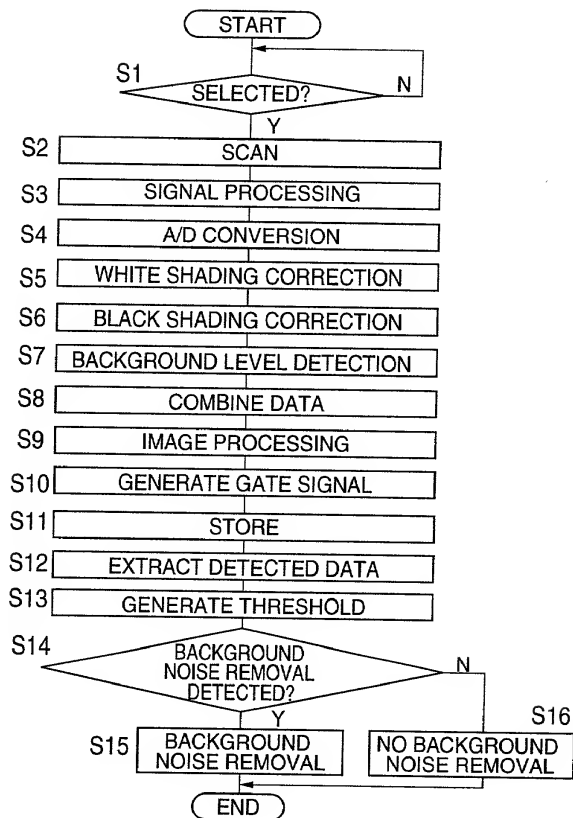 START
S1
SELECTED?
N
Y
S2
SCAN
S3
SIGNAL PROCESSING
S4
A/D CONVERSION
S5
WHITE SHADING CORRECTION
S6
BLACK SHADING CORRECTION
S7
BACKGROUND LEVEL DETECTION
S8
COMBINE DATA
S9
IMAGE PROCESSING
S10
GENERATE GATE SIGNAL
S11
STORE
S12
EXTRACT DETECTED DATA
S13
GENERATE THRESHOLD
S14
BACKGROUND
NOISE REMOVAL
DETECTED?
N
Y
S15
BACKGROUND
NOISE REMOVAL
S16
NO BACKGROUND
NOISE REMOVAL
END